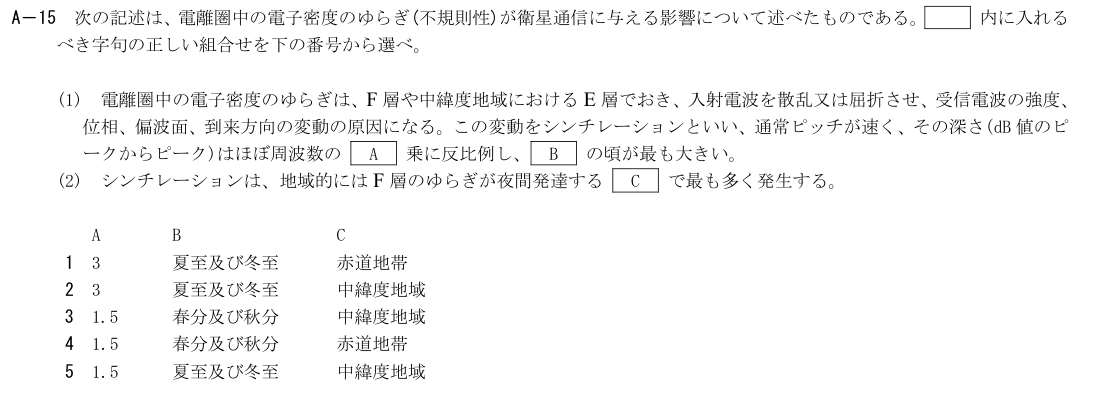 A－15 次の記述は、電離圏中の電子密度のゆらぎ(不規則性)が衛星通信に与える影響について述べたものである。 内に入れる
べき字句の正しい組合せを下の番号から選べ。
(1) 電離圏中の電子密度のゆらぎは、F 層や中緯度地域における E 層でおき、入射電波を散乱又は屈折させ、受信電波の強度、
位相、偏波面、到来方向の変動の原因になる。この変動をシンチレーションといい、通常ピッチが速く、その深さ(dB 値のピ
ークからピーク)はほぼ周波数の A 乗に反比例し、 B の頃が最も大きい。
(2) シンチレーションは、地域的には F 層のゆらぎが夜間発達する C で最も多く発生する。
A B C
1 3 夏至及び冬至 赤道地帯
2 3 夏至及び冬至 中緯度地域
3 1.5 春分及び秋分 中緯度地域
4 1.5 春分及び秋分 赤道地帯
5 1.5 夏至及び冬至 中緯度地域